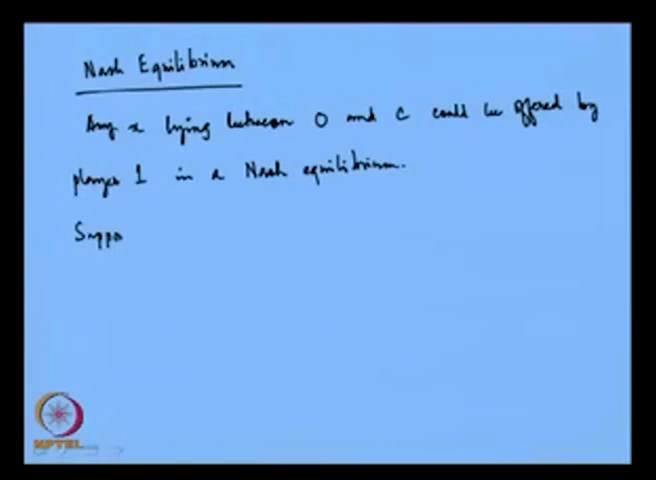 Nash Equilibrium
Any x lying between 0 and c could be offered by
player 1 in a Nash equilibrium.
Suppo
NPTEL